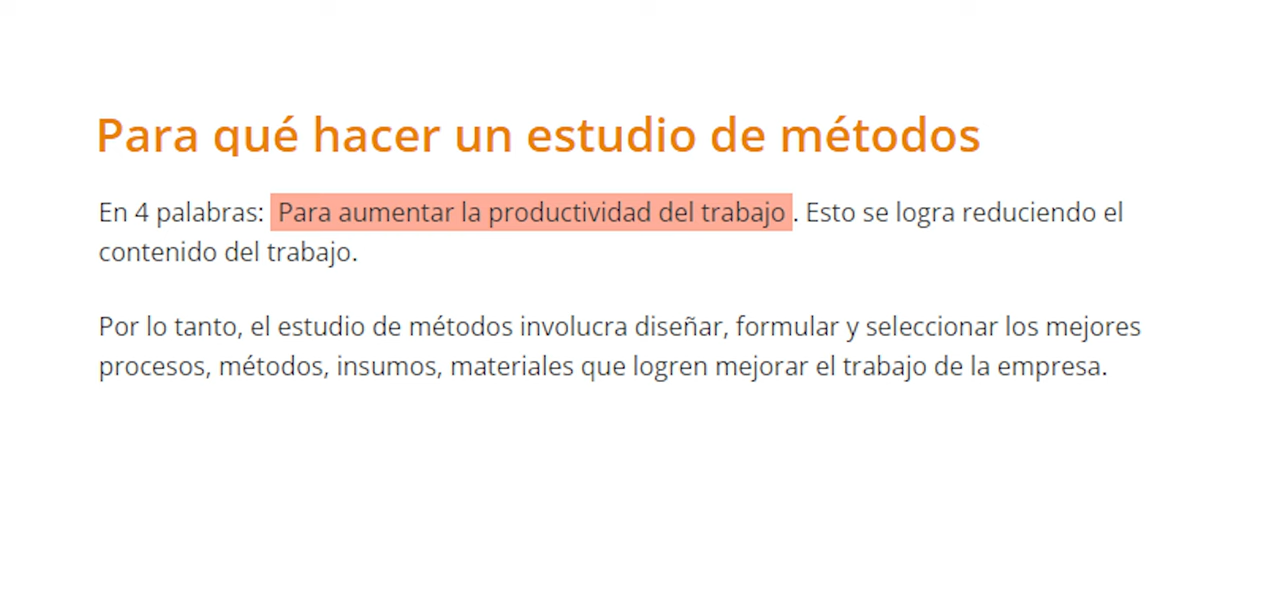 Para qué hacer un estudio de métodos
En 4 palabras: Para aumentar la productividad del trabajo . Esto se logra reduciendo el
contenido del trabajo.
Por lo tanto, el estudio de métodos involucra diseñar, formular y seleccionar los mejores
procesos, métodos, insumos, materiales que logren mejorar el trabajo de la empresa.